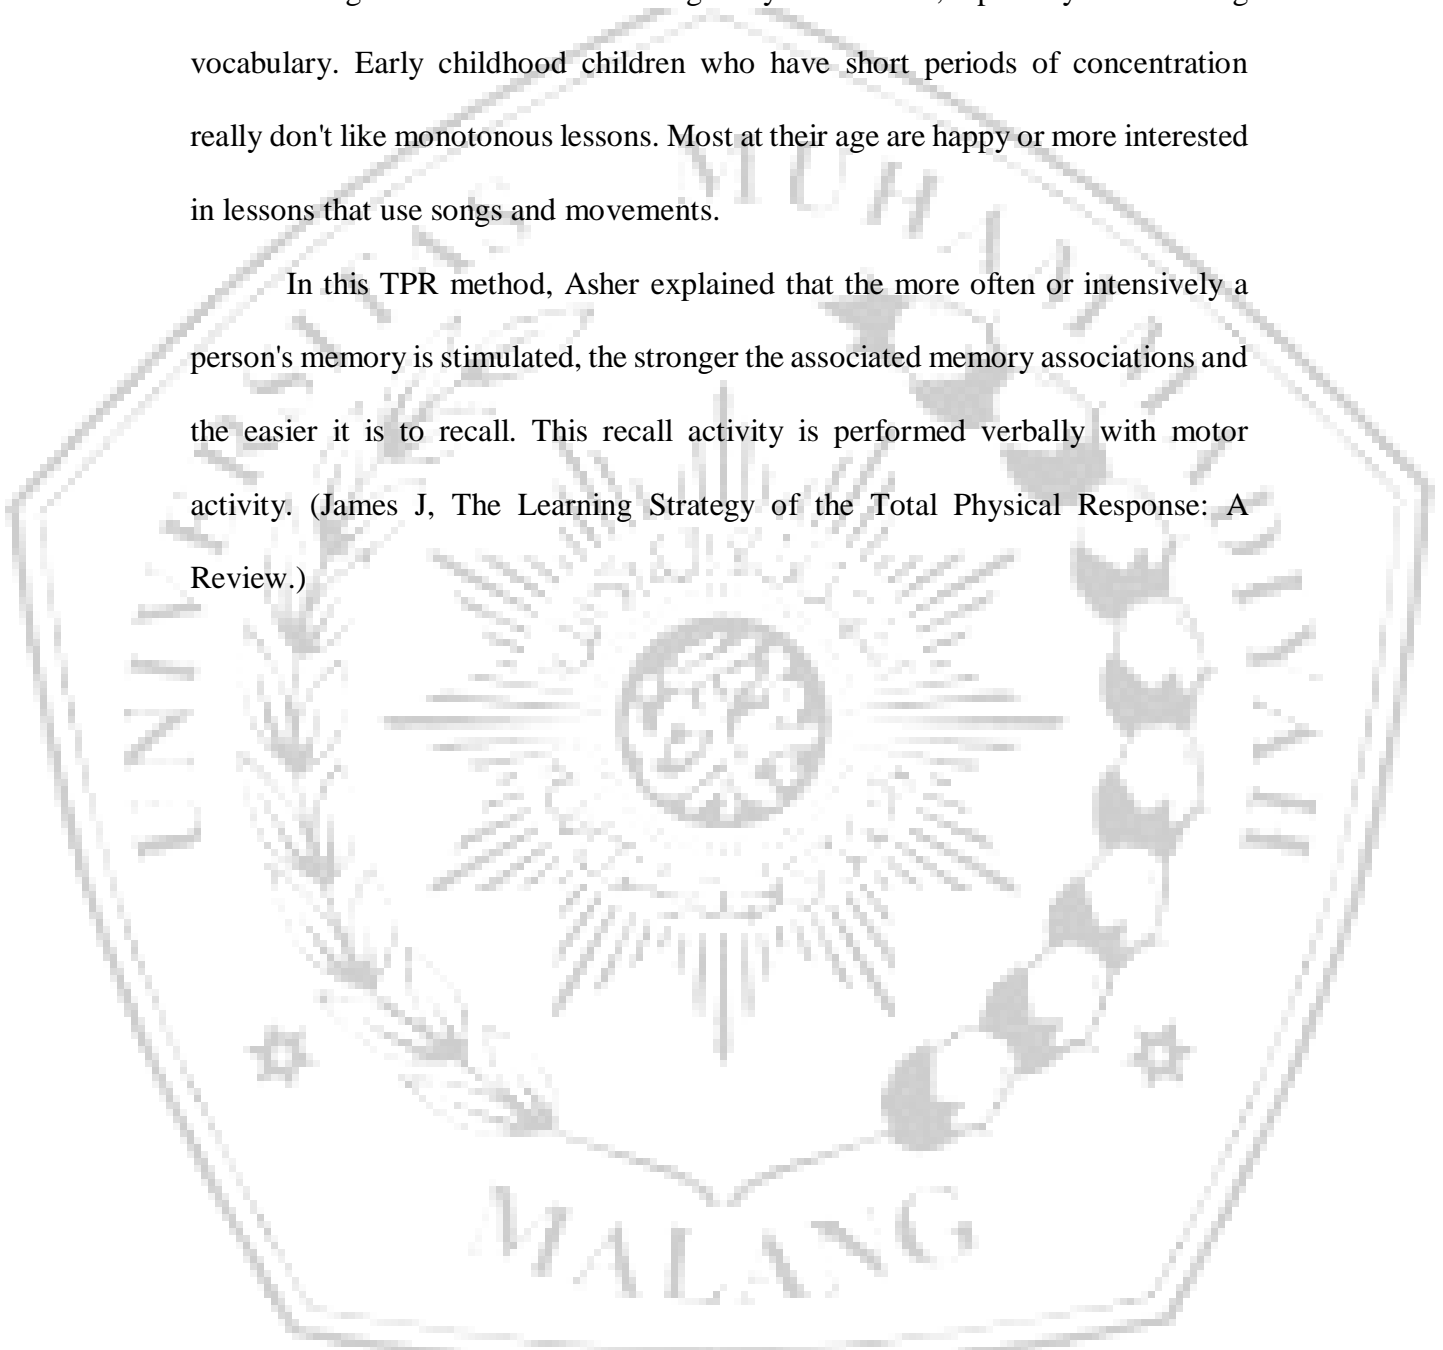 vocabulary. Early childhood children who have short periods of concentration
really don't like monotonous lessons. Most at their age are happy or more interested
in lessons that use songs and movements.
In this TPR method, Asher explained that the more often or intensively a
person's memory is stimulated, the stronger the associated memory associations and
the easier it is to recall. This recall activity is performed verbally with motor
activity. (James J, The Learning Strategy of the Total Physical Response: A
Review.)
UNIVERSITAS MUHAMMADIYAH
MALANG